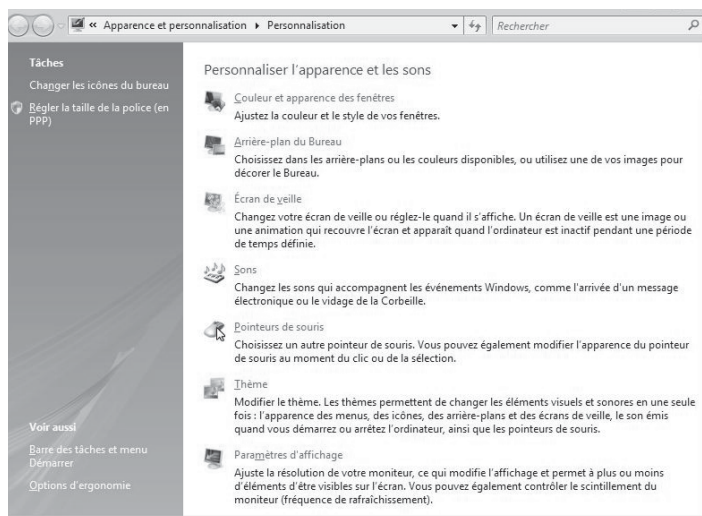 « Apparence et personnalisation ▸ Personnalisation
Rechercher
Tâches
Changer les icônes du bureau
Régler la taille de la police (en
PPP)
Voir aussi
Barre des tâches et menu
Démarrer
Options d'ergonomie
Personnaliser l'apparence et les sons
Couleur et apparence des fenêtres
Ajustez la couleur et le style de vos fenêtres.
Arrière-plan du Bureau
Choisissez dans les arrière-plans ou les couleurs disponibles, ou utilisez une de vos images pour
décorer le Bureau.
Écran de veille
Changez votre écran de veille ou réglez-le quand il s'affiche. Un écran de veille est une image ou
une animation qui recouvre l'écran et apparaît quand l'ordinateur est inactif pendant une période
de temps définie.
Sons
Changez les sons qui accompagnent les événements Windows, comme l'arrivée d'un message
électronique ou le vidage de la Corbeille.
Pointeurs de souris
Choisissez un autre pointeur de souris. Vous pouvez également modifier l'apparence du pointeur
de souris au moment du clic ou de la sélection.
Thème
Modifier le thème. Les thèmes permettent de changer les éléments visuels et sonores en une seule
fois : l'apparence des menus, des icônes, des arrière-plans et des écrans de veille, le son émis
quand vous démarrez ou arrêtez l'ordinateur, ainsi que les pointeurs de souris.
Paramètres d'affichage
Ajuste la résolution de votre moniteur, ce qui modifie l'affichage et permet à plus ou moins
d'éléments d'être visibles sur l'écran. Vous pouvez également contrôler le scintillement du
moniteur (fréquence de rafraîchissement).